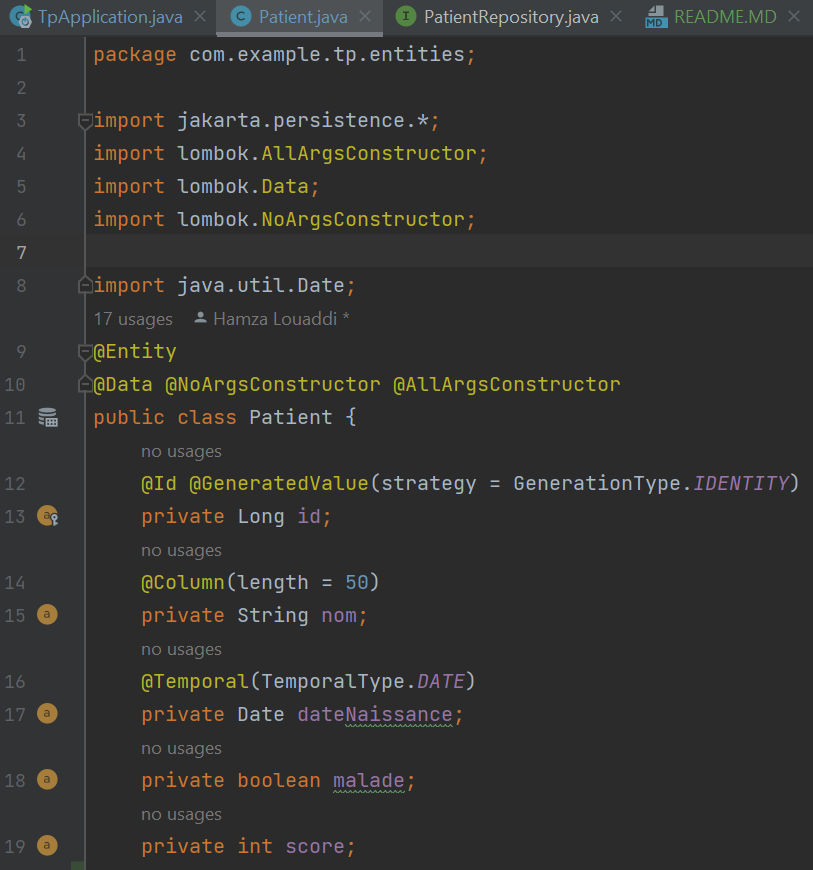 TpApplication.java × Patient.java × PatientRepository.java × README.MD ×
1 package com.example.tp.entities;
2
3 import jakarta.persistence.*;
4 import lombok.AllArgsConstructor;
5 import lombok.Data;
6 import lombok.NoArgsConstructor;
7
8 import java.util.Date;
17 usages Hamza Louaddi *
9 @Entity
10 @Data @NoArgsConstructor @AllArgsConstructor
11 public class Patient {
no usages
12 @Id @GeneratedValue(strategy = GenerationType.IDENTITY)
13 private Long id;
no usages
14 @Column(length = 50)
15 private String nom;
no usages
16 @Temporal(TemporalType.DATE)
17 private Date dateNaissance;
no usages
18 private boolean malade;
no usages
19 private int score;